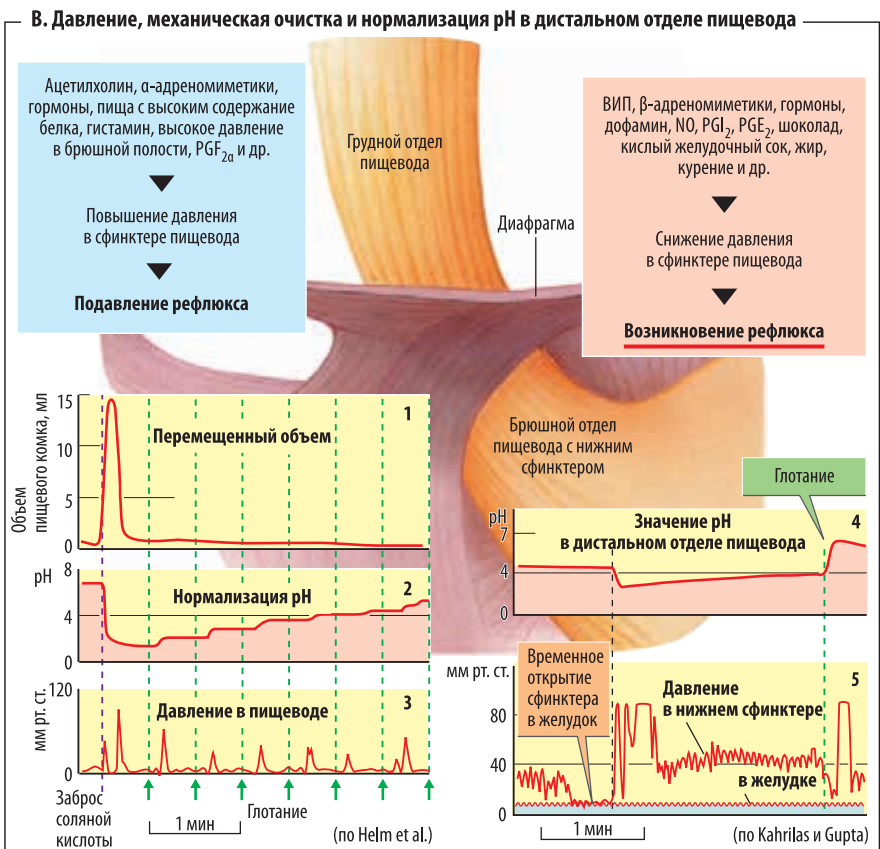 В. Давление, механическая очистка и нормализация pH в дистальном отделе пищевода
Ацетилхолин, α-адреномиметики,
гормоны, пища с высоким содержание
белка, гистамин, высокое давление
в брюшной полости, PGF2α и др.
Повышение давления
в сфинктере пищевода
Подавление рефлюкса
Грудной отдел
пищевода
Диафрагма
ВИП, β-адреномиметики, гормоны,
дофамин, NO, PGI2, PGE2, шоколад,
кислый желудочный сок, жир,
курение и др.
Снижение давления
в сфинктере пищевода
Возникновение рефлюкса
Брюшной отдел
пищевода с нижним
сфинктером
Объем
пищевого комка, мл
15
10
5
0
1
Перемещенный объем
pH
8
4
0
2
Нормализация pH
мм рт. ст.
120
0
3
Давление в пищеводе
Заброс
соляной
кислоты
Глотание
1 мин
(по Helm et al.)
Глотание
pH
7
4
0
4
Значение pH
в дистальном отделе пищевода
Временное
открытие
сфинктера
в желудок
мм рт. ст.
80
40
0
5
Давление
в нижнем сфинктере
в желудке
1 мин
(по Kahrilas и Gupta)